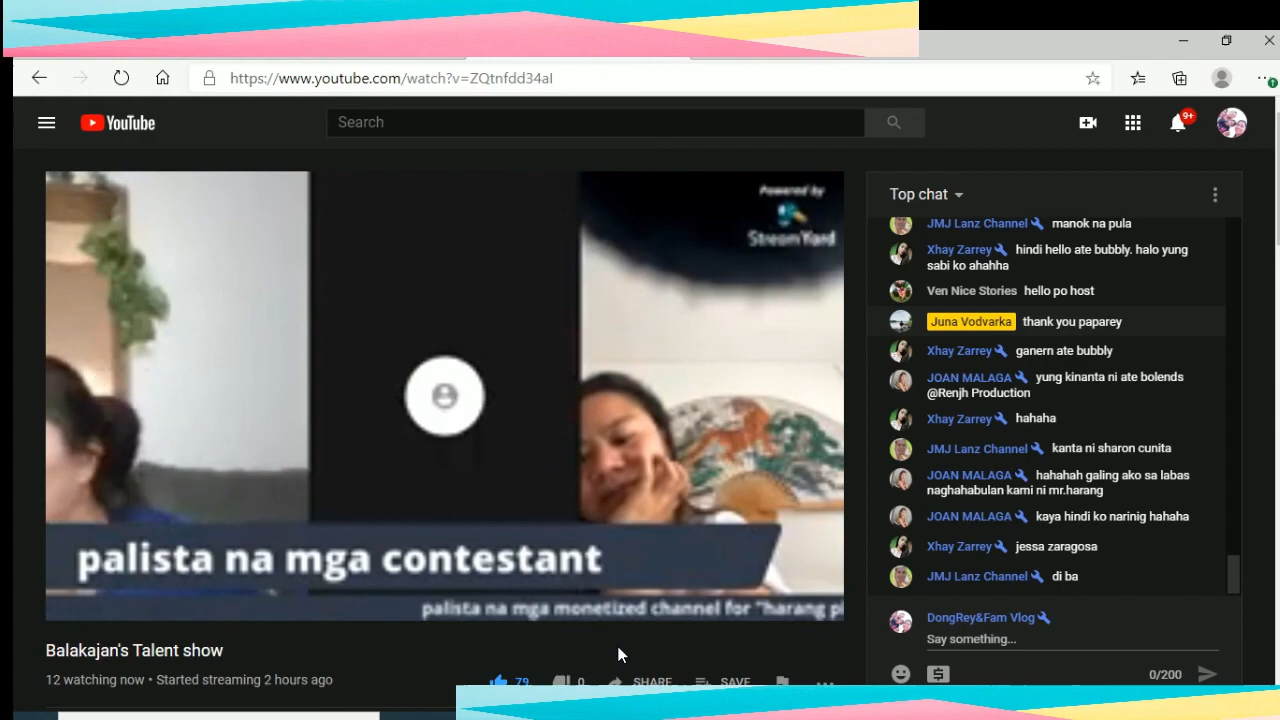 https://www.youtube.com/watch?v=ZQtnfdd34aI
YouTube
Search
9+
Powered by
StreamYard
palista na mga contestant
palista na mga monetized channel for "harang pi
Balakajan's Talent show
12 watching now • Started streaming 2 hours ago
79
0
SHARE
SAVE
Top chat
JMJ Lanz Channel manok na pula
Xhay Zarrey hindi hello ate bubbly. halo yung
sabi ko ahahha
Ven Nice Stories hello po host
Juna Vodvarka thank you paparey
Xhay Zarrey ganern ate bubbly
JOAN MALAGA yung kinanta ni ate bolends
@Renjh Production
Xhay Zarrey hahaha
JMJ Lanz Channel kanta ni sharon cunita
JOAN MALAGA hahahah galing ako sa labas
naghahabulan kami ni mr.harang
JOAN MALAGA kaya hindi ko narinig hahaha
Xhay Zarrey jessa zaragosa
JMJ Lanz Channel di ba
DongRey&Fam Vlog
Say something...
0/200